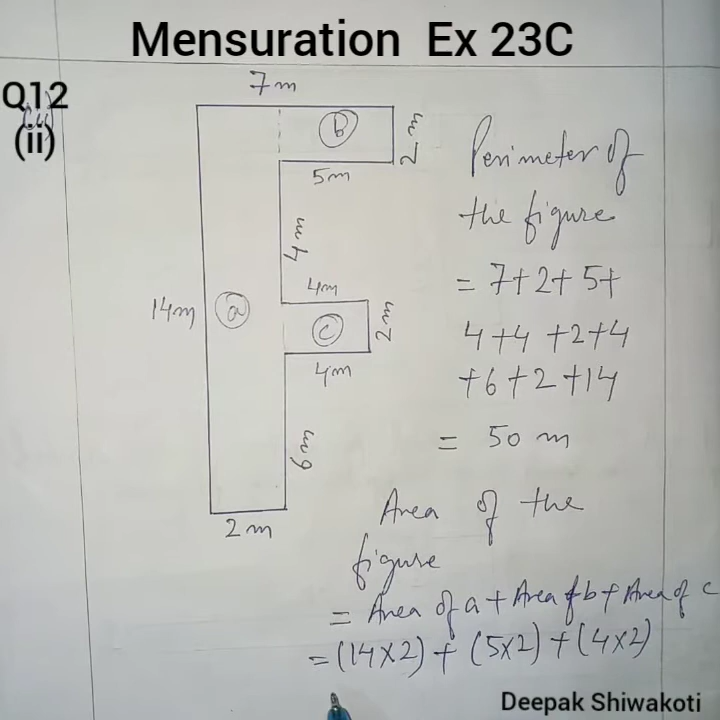 Mensuration Ex 23C
Q12
(ii)
7m
b
2m
5m
4m
4m
14m
a
c
2m
4m
6m
2m
Perimeter of
the figure
= 7+2+5+
4+4+2+4
+6+2+14
= 50 m
Area of the
figure
= Area of a + Area of b + Area of c
= (14×2) + (5×2) + (4×2)
Deepak Shiwakoti